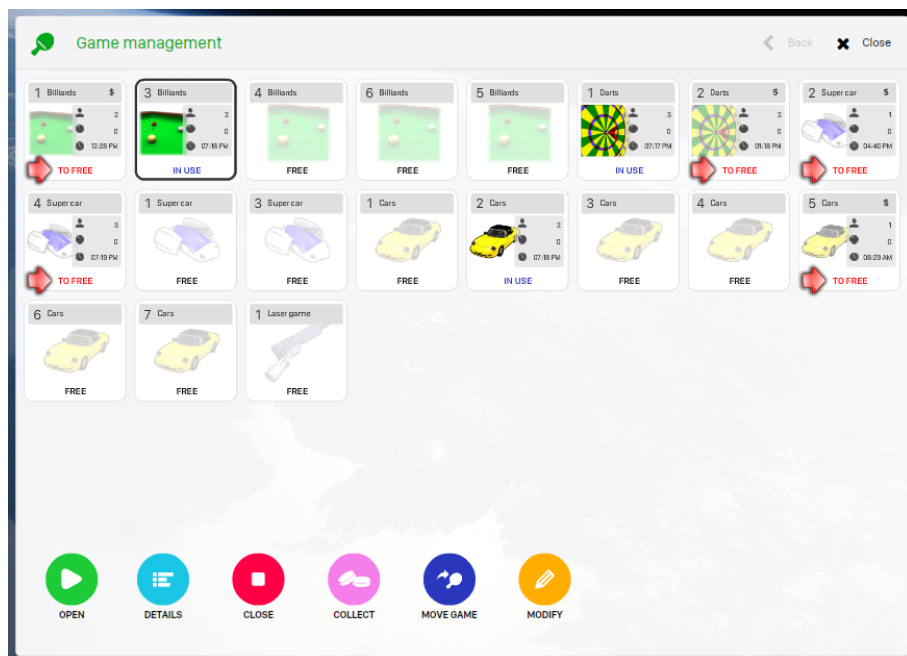 Game management
Back
Close
1 Billiards $
2
0
12:28 PM
TO FREE
3 Billiards
2
0
07:18 PM
IN USE
4 Billiards
FREE
6 Billiards
FREE
5 Billiards
FREE
1 Darts
3
0
07:17 PM
IN USE
2 Darts $
2
0
01:18 PM
TO FREE
2 Super car $
1
0
04:40 PM
TO FREE
4 Super car
3
0
07:19 PM
TO FREE
1 Super car
FREE
3 Super car
FREE
1 Cars
FREE
2 Cars
2
0
07:18 PM
IN USE
3 Cars
FREE
4 Cars
FREE
5 Cars $
1
0
08:29 AM
TO FREE
6 Cars
FREE
7 Cars
FREE
1 Laser game
FREE
OPEN
DETAILS
CLOSE
COLLECT
MOVE GAME
MODIFY